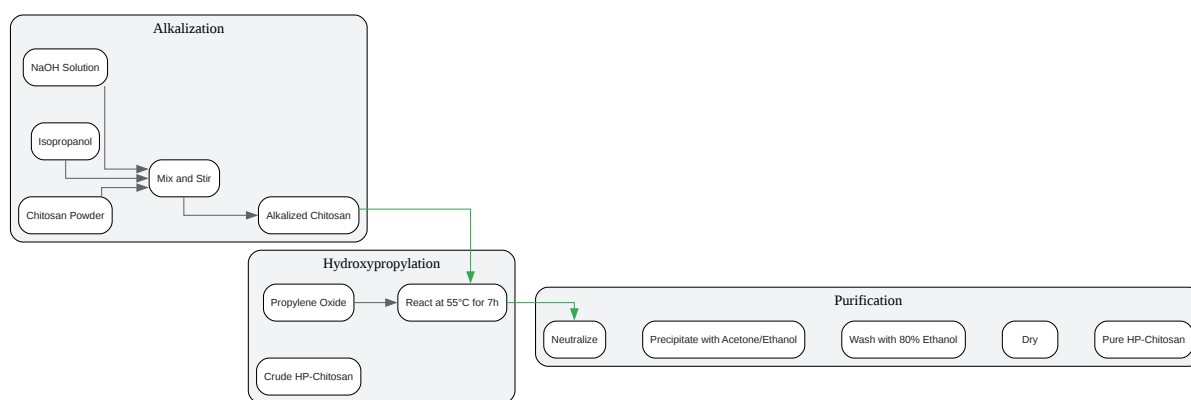 Alkalization
NaOH Solution
Isopropanol
Mix and Stir
Chitosan Powder
Alkalized Chitosan
Hydroxypropylation
Propylene Oxide
React at 55°C for 7h
Crude HP-Chitosan
Purification
Neutralize
Precipitate with Acetone/Ethanol
Wash with 80% Ethanol
Dry
Pure HP-Chitosan